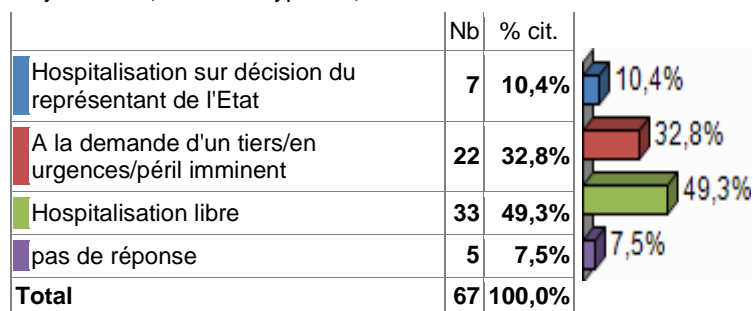 Nb % cit.
Hospitalisation sur décision du
représentant de l'Etat 7 10,4% 10,4%
A la demande d'un tiers/en
urgences/péril imminent 22 32,8% 32,8%
Hospitalisation libre 33 49,3% 49,3%
pas de réponse 5 7,5% 7,5%
Total 67 100,0%